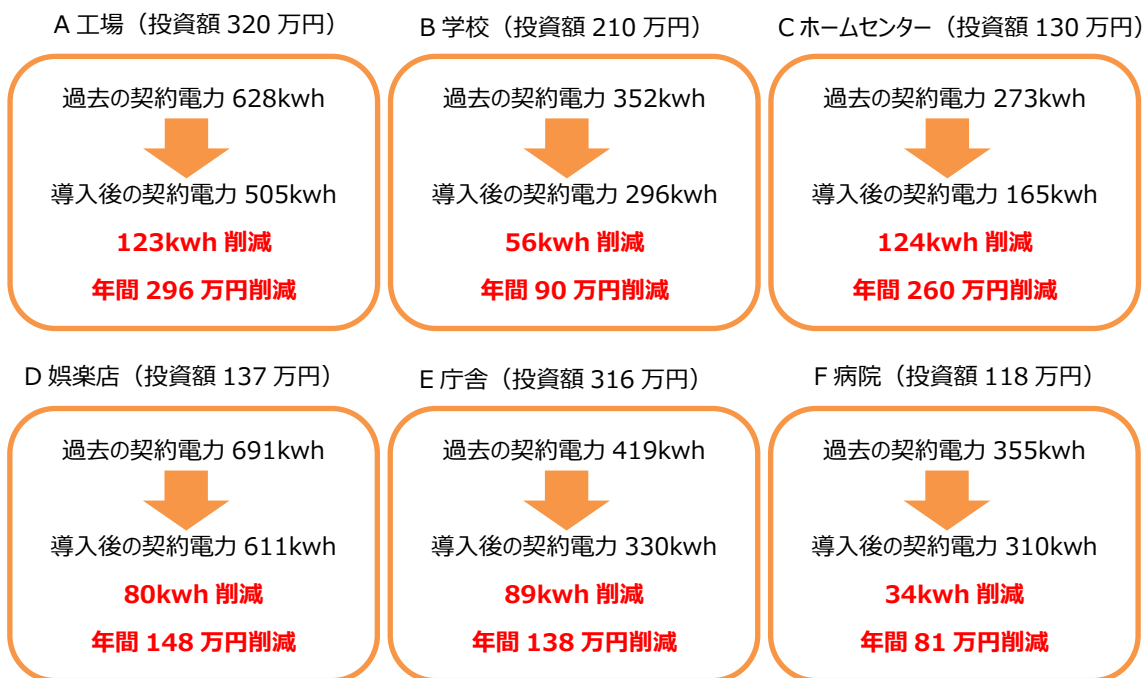 A 工場（投資額 320 万円）
過去の契約電力 628kwh
導入後の契約電力 505kwh
123kwh 削減
年間 296 万円削減
B 学校（投資額 210 万円）
過去の契約電力 352kwh
導入後の契約電力 296kwh
56kwh 削減
年間 90 万円削減
C ホームセンター（投資額 130 万円）
過去の契約電力 273kwh
導入後の契約電力 165kwh
124kwh 削減
年間 260 万円削減
D 娯楽店（投資額 137 万円）
過去の契約電力 691kwh
導入後の契約電力 611kwh
80kwh 削減
年間 148 万円削減
E 庁舎（投資額 316 万円）
過去の契約電力 419kwh
導入後の契約電力 330kwh
89kwh 削減
年間 138 万円削減
F 病院（投資額 118 万円）
過去の契約電力 355kwh
導入後の契約電力 310kwh
34kwh 削減
年間 81 万円削減